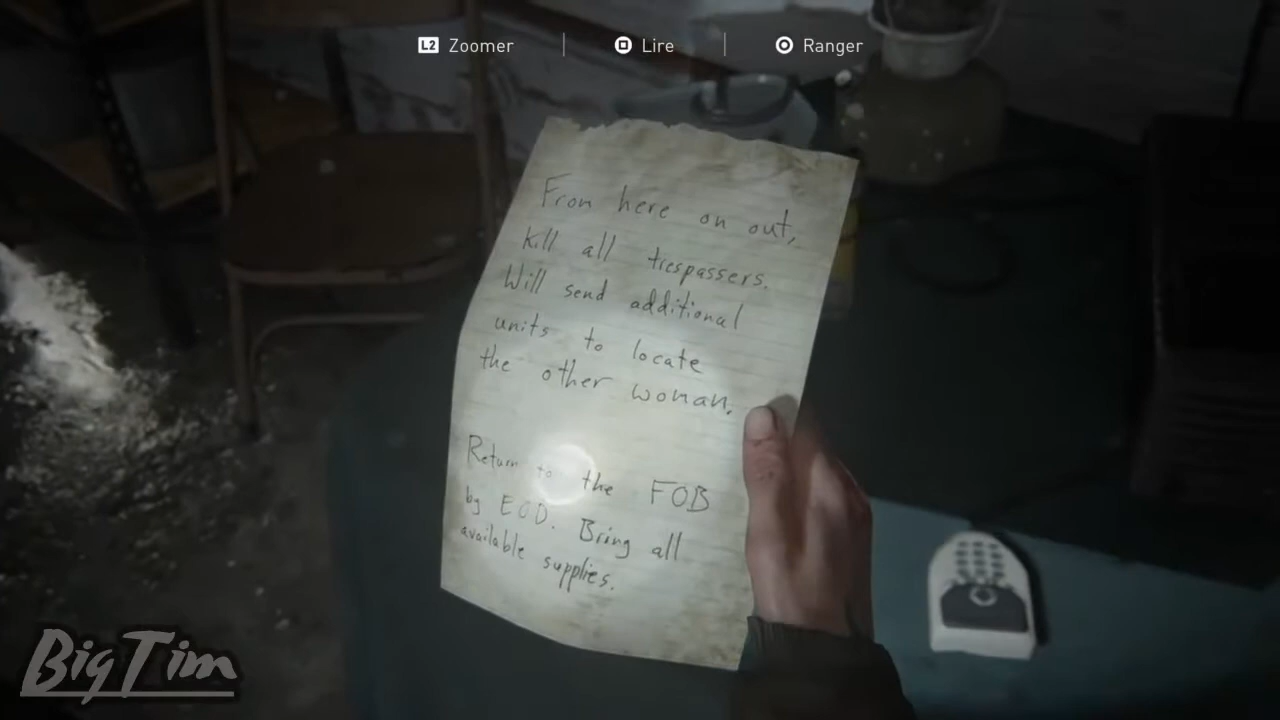 L2 Zoomer Lire Ranger
From here on out,
kill all trespassers.
Will send additional
units to locate
the other woman.
Return to the FOB
by EOD. Bring all
available supplies.
BigTim